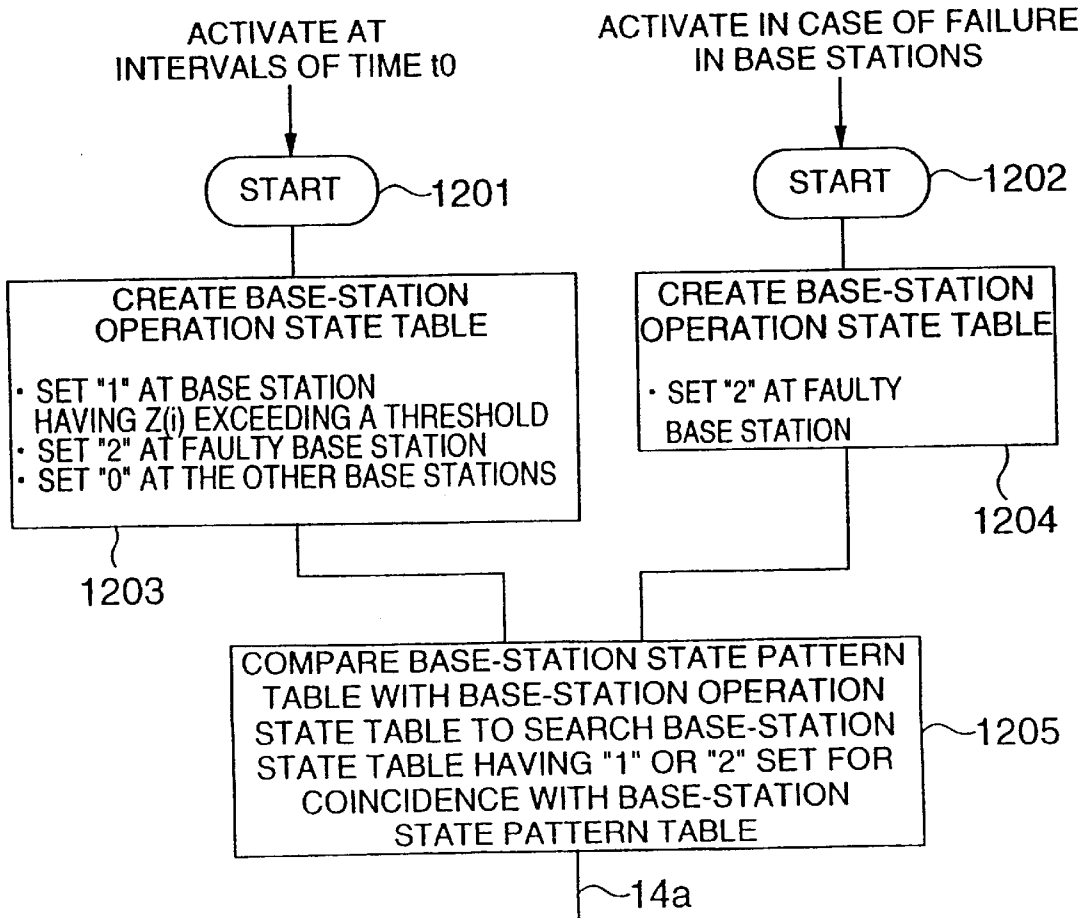 ACTIVATE AT
INTERVALS OF TIME t0
START
1201
CREATE BASE-STATION
OPERATION STATE TABLE
· SET "1" AT BASE STATION
HAVING Z(i) EXCEEDING A THRESHOLD
· SET "2" AT FAULTY BASE STATION
· SET "0" AT THE OTHER BASE STATIONS
1203
ACTIVATE IN CASE OF FAILURE
IN BASE STATIONS
START
1202
CREATE BASE-STATION
OPERATION STATE TABLE
· SET "2" AT FAULTY
BASE STATION
1204
COMPARE BASE-STATION STATE PATTERN
TABLE WITH BASE-STATION OPERATION
STATE TABLE TO SEARCH BASE-STATION
STATE TABLE HAVING "1" OR "2" SET FOR
COINCIDENCE WITH BASE-STATION
STATE PATTERN TABLE
1205
14a